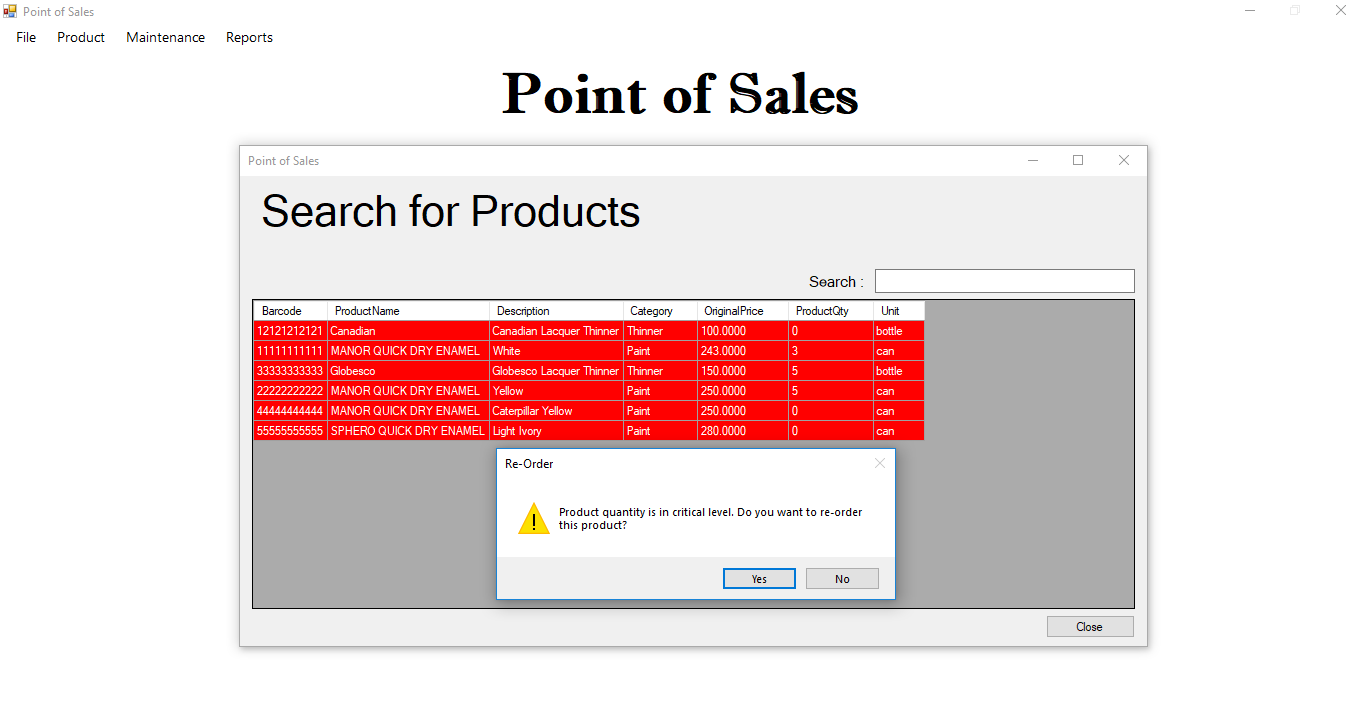 Point of Sales
File Product Maintenance Reports
Point of Sales
Point of Sales
Search for Products
Search :
Barcode ProductName Description Category OriginalPrice ProductQty Unit
12121212121 Canadian Canadian Lacquer Thinner Thinner 100.0000 0 bottle
11111111111 MANOR QUICK DRY ENAMEL White Paint 243.0000 3 can
33333333333 Globesco Globesco Lacquer Thinner Thinner 150.0000 5 bottle
22222222222 MANOR QUICK DRY ENAMEL Yellow Paint 250.0000 5 can
44444444444 MANOR QUICK DRY ENAMEL Caterpillar Yellow Paint 250.0000 0 can
55555555555 SPHERO QUICK DRY ENAMEL Light Ivory Paint 280.0000 0 can
Re-Order
Product quantity is in critical level. Do you want to re-order
this product?
Yes No
Close